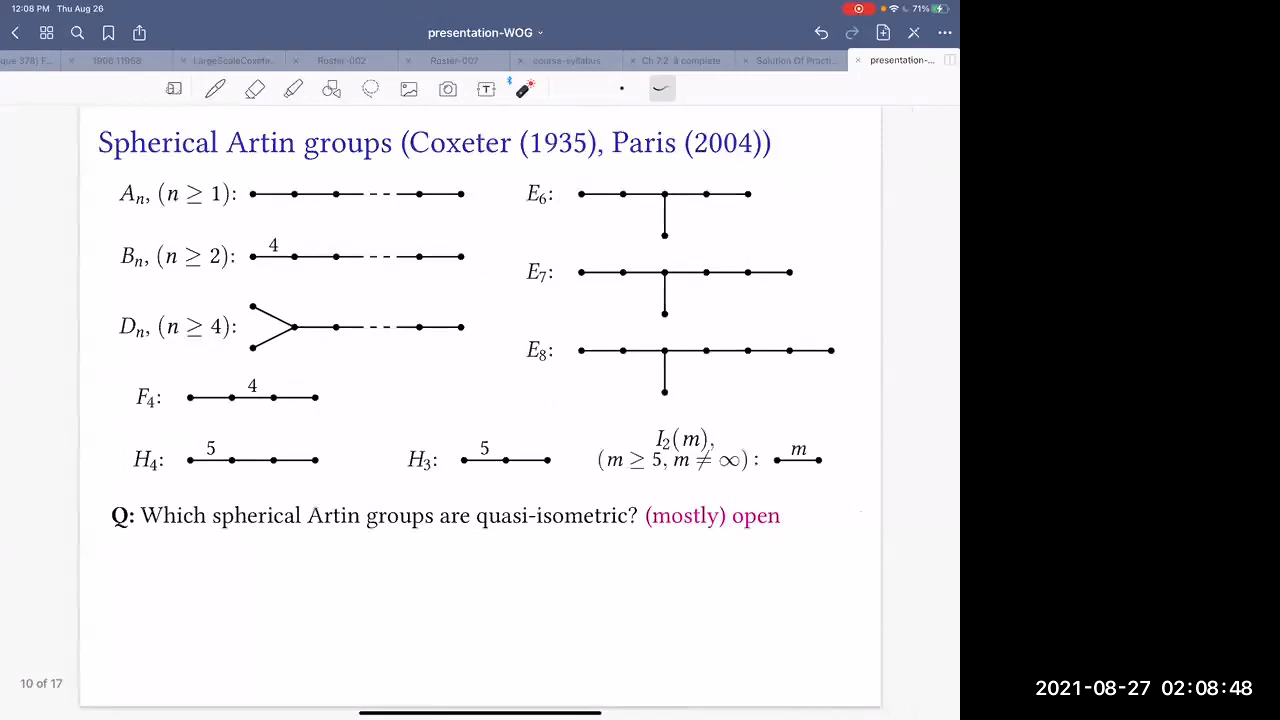 12:08 PM Thu Aug 26
71%
presentation-WOG
1906.11958
LargeScaleCoxete...
Roster-002
Roster-007
course-syllabus
Ch 7.2 à complete
Solution Of Practi...
presentation-...
Spherical Artin groups (Coxeter (1935), Paris (2004))
Aₙ, (n ≥ 1):
E₆:
Bₙ, (n ≥ 2): 4
E₇:
Dₙ, (n ≥ 4):
E₈:
F₄: 4
H₄: 5
H₃: 5
I₂(m),
(m ≥ 5, m ≠ ∞) : m
Q: Which spherical Artin groups are quasi-isometric? (mostly) open
10 of 17
2021-08-27 02:08:48